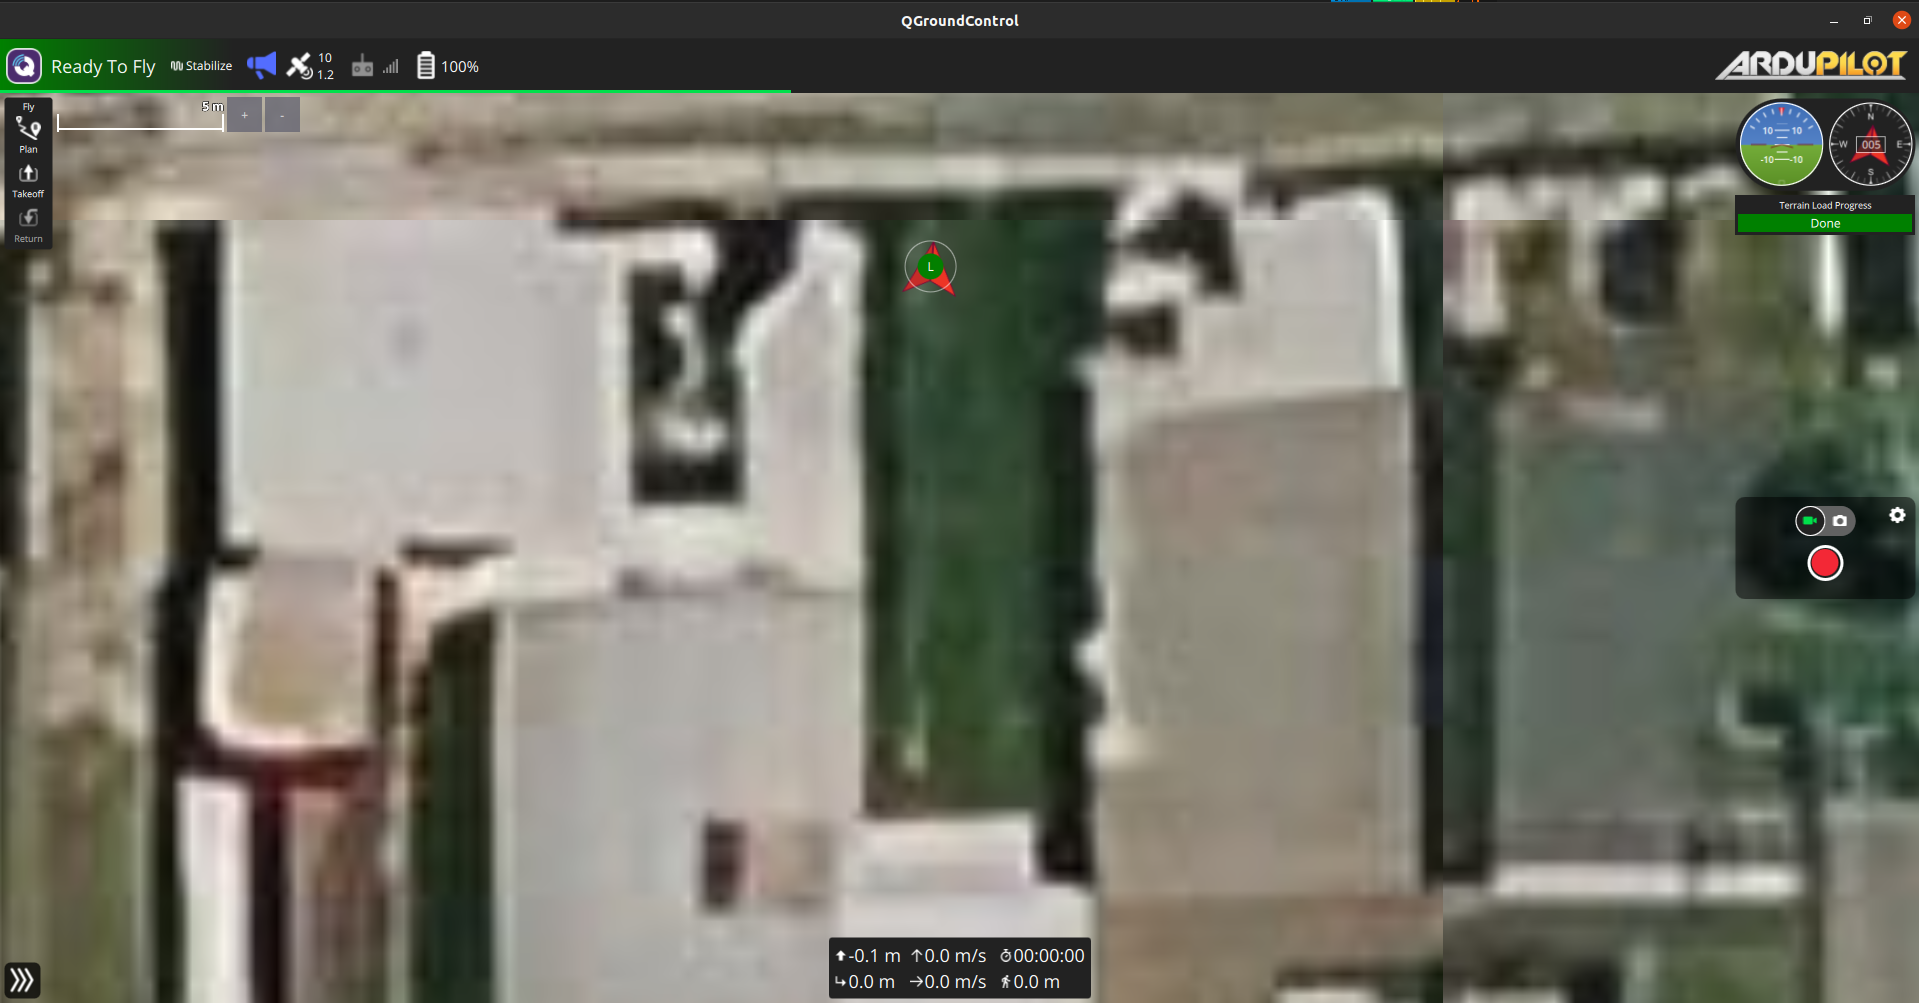 QGroundControl
Ready To Fly
Stabilize
10
1.2
100%
ARDUPILOT
Fly
Plan
Takeoff
Return
5 m
+
-
10 10
-10 -10
N
W 005 E
S
Terrain Load Progress
Done
L
-0.1 m 0.0 m/s 00:00:00
0.0 m 0.0 m/s 0.0 m